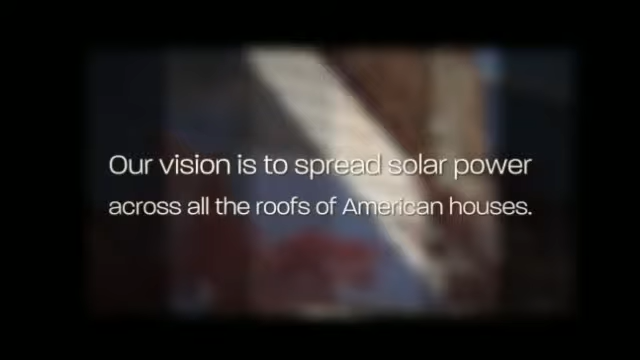 Our vision is to spread solar power
across all the roofs of American houses.